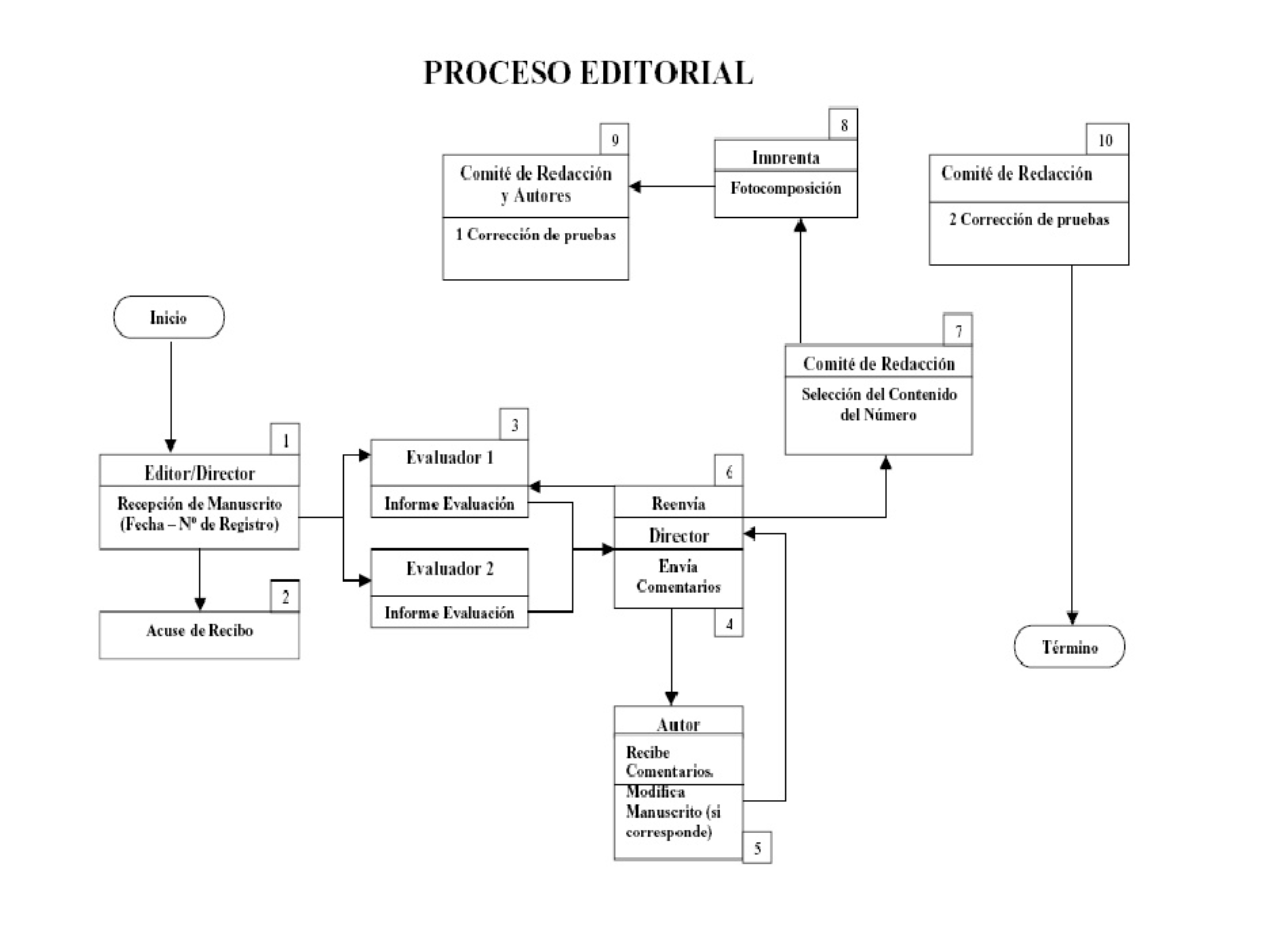 PROCESO EDITORIAL
9
Comité de Redacción
y Autores
1 Corrección de pruebas
8
Imprenta
Fotocomposición
10
Comité de Redacción
2 Corrección de pruebas
Inicio
7
Comité de Redacción
Selección del Contenido
del Número
1
Editor/Director
Recepción de Manuscrito
(Fecha – Nº de Registro)
2
Acuse de Recibo
3
Evaluador 1
Informe Evaluación
Evaluador 2
Informe Evaluación
6
Reenvía
Director
Envía
Comentarios
4
Autor
Recibe
Comentarios.
Modifica
Manuscrito (si
corresponde)
5
Término